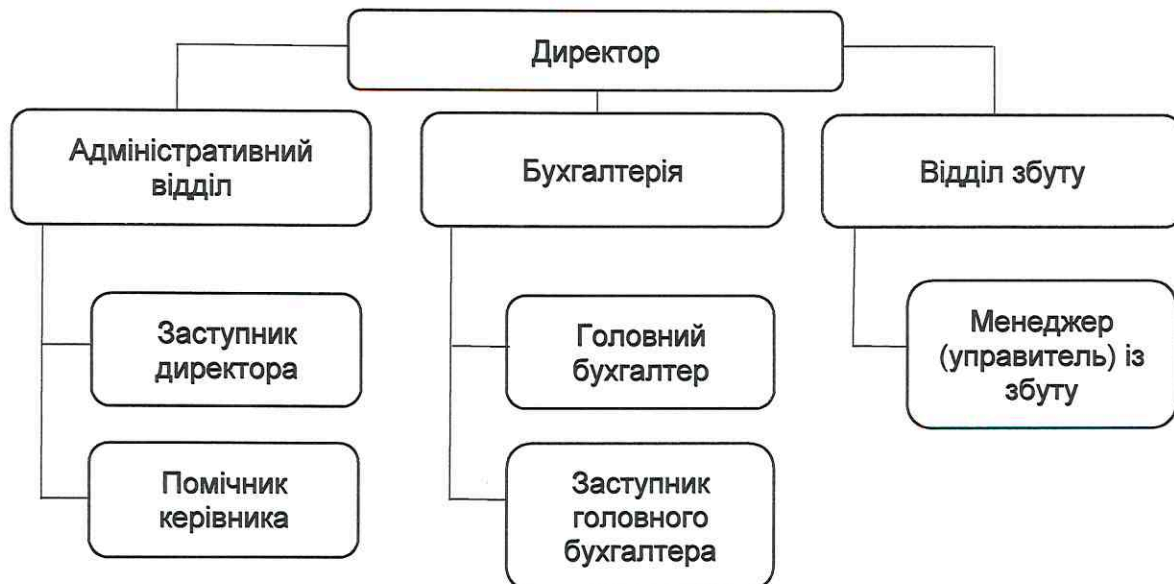 Директор
Адміністративний
відділ
Бухгалтерія
Відділ збуту
Заступник
директора
Головний
бухгалтер
Менеджер
(управитель) із
збуту
Помічник
керівника
Заступник
головного
бухгалтера